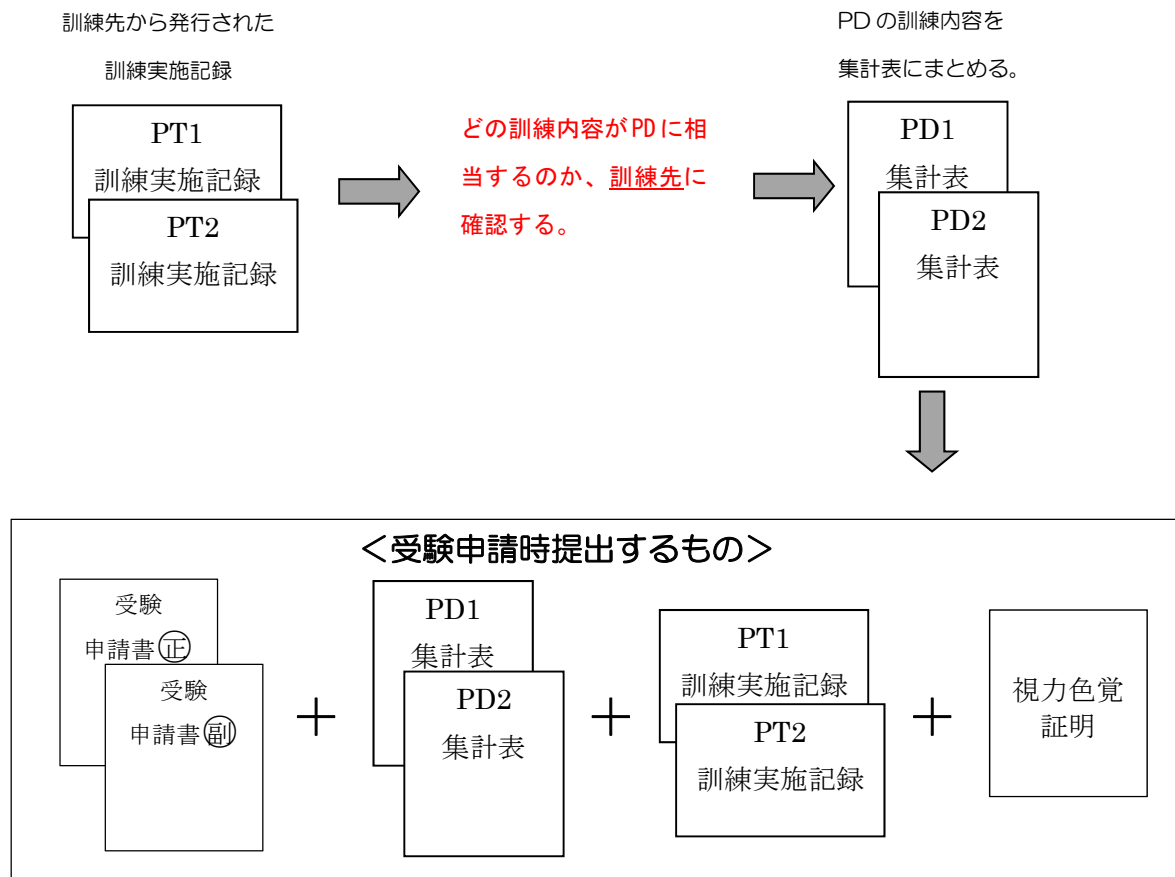 訓練先から発行された
訓練実施記録
PT1
訓練実施記録
PT2
訓練実施記録
どの訓練内容がPDに相
当するのか、訓練先に
確認する。
PDの訓練内容を
集計表にまとめる。
PD1
集計表
PD2
集計表
<受験申請時提出するもの>
受験
申請書㊣
受験
申請書副
+
PD1
集計表
PD2
集計表
+
PT1
訓練実施記録
PT2
訓練実施記録
+
視力色覚
証明